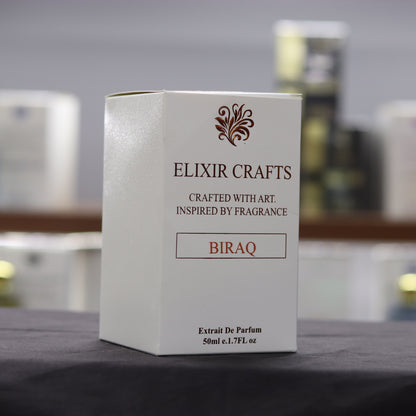 ELIXIR CRAFTS
CRAFTED WITH ART.
INSPIRED BY FRAGRANCE
BIRAQ
Extrait De Parfum
50ml e.1.7FL oz